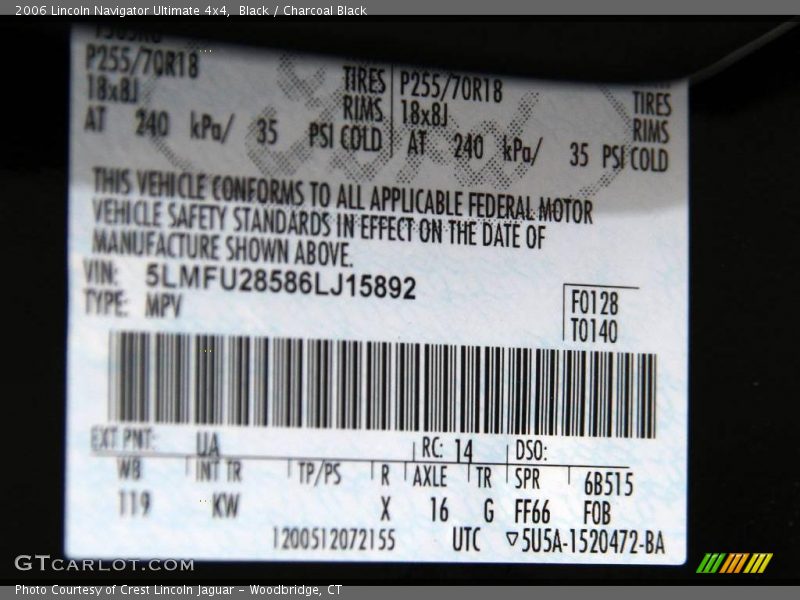 2006 Lincoln Navigator Ultimate 4x4,  Black / Charcoal Black
P255/70R18 TIRES P255/70R18 TIRES
18x8J RIMS 18x8J RIMS
AT 240 kPa/ 35 PSI COLD AT 240 kPa/ 35 PSI COLD
THIS VEHICLE CONFORMS TO ALL APPLICABLE FEDERAL MOTOR
VEHICLE SAFETY STANDARDS IN EFFECT ON THE DATE OF
MANUFACTURE SHOWN ABOVE.
VIN: 5LMFU28586LJ15892
TYPE: MPV
F0128
T0140
EXT PNT: UA RC: 14 DSO:
WB INT TR TP/PS R AXLE TR SPR 6B515
119 KW X 16 G FF66 F0B
1200512072155 UTC ▽5U5A-1520472-BA
GTCARLOT.COM
Photo Courtesy of Crest Lincoln Jaguar - Woodbridge, CT